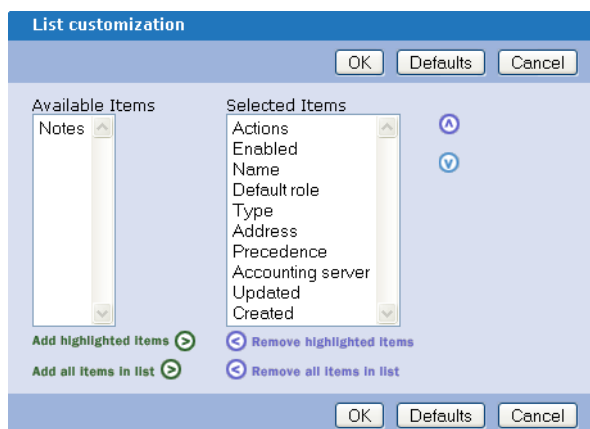 List customization
OK Defaults Cancel
Available Items Selected Items
Notes
Actions
Enabled
Name
Default role
Type
Address
Precedence
Accounting server
Updated
Created
Add highlighted items Remove highlighted items
Add all items in list Remove all items in list
OK Defaults Cancel